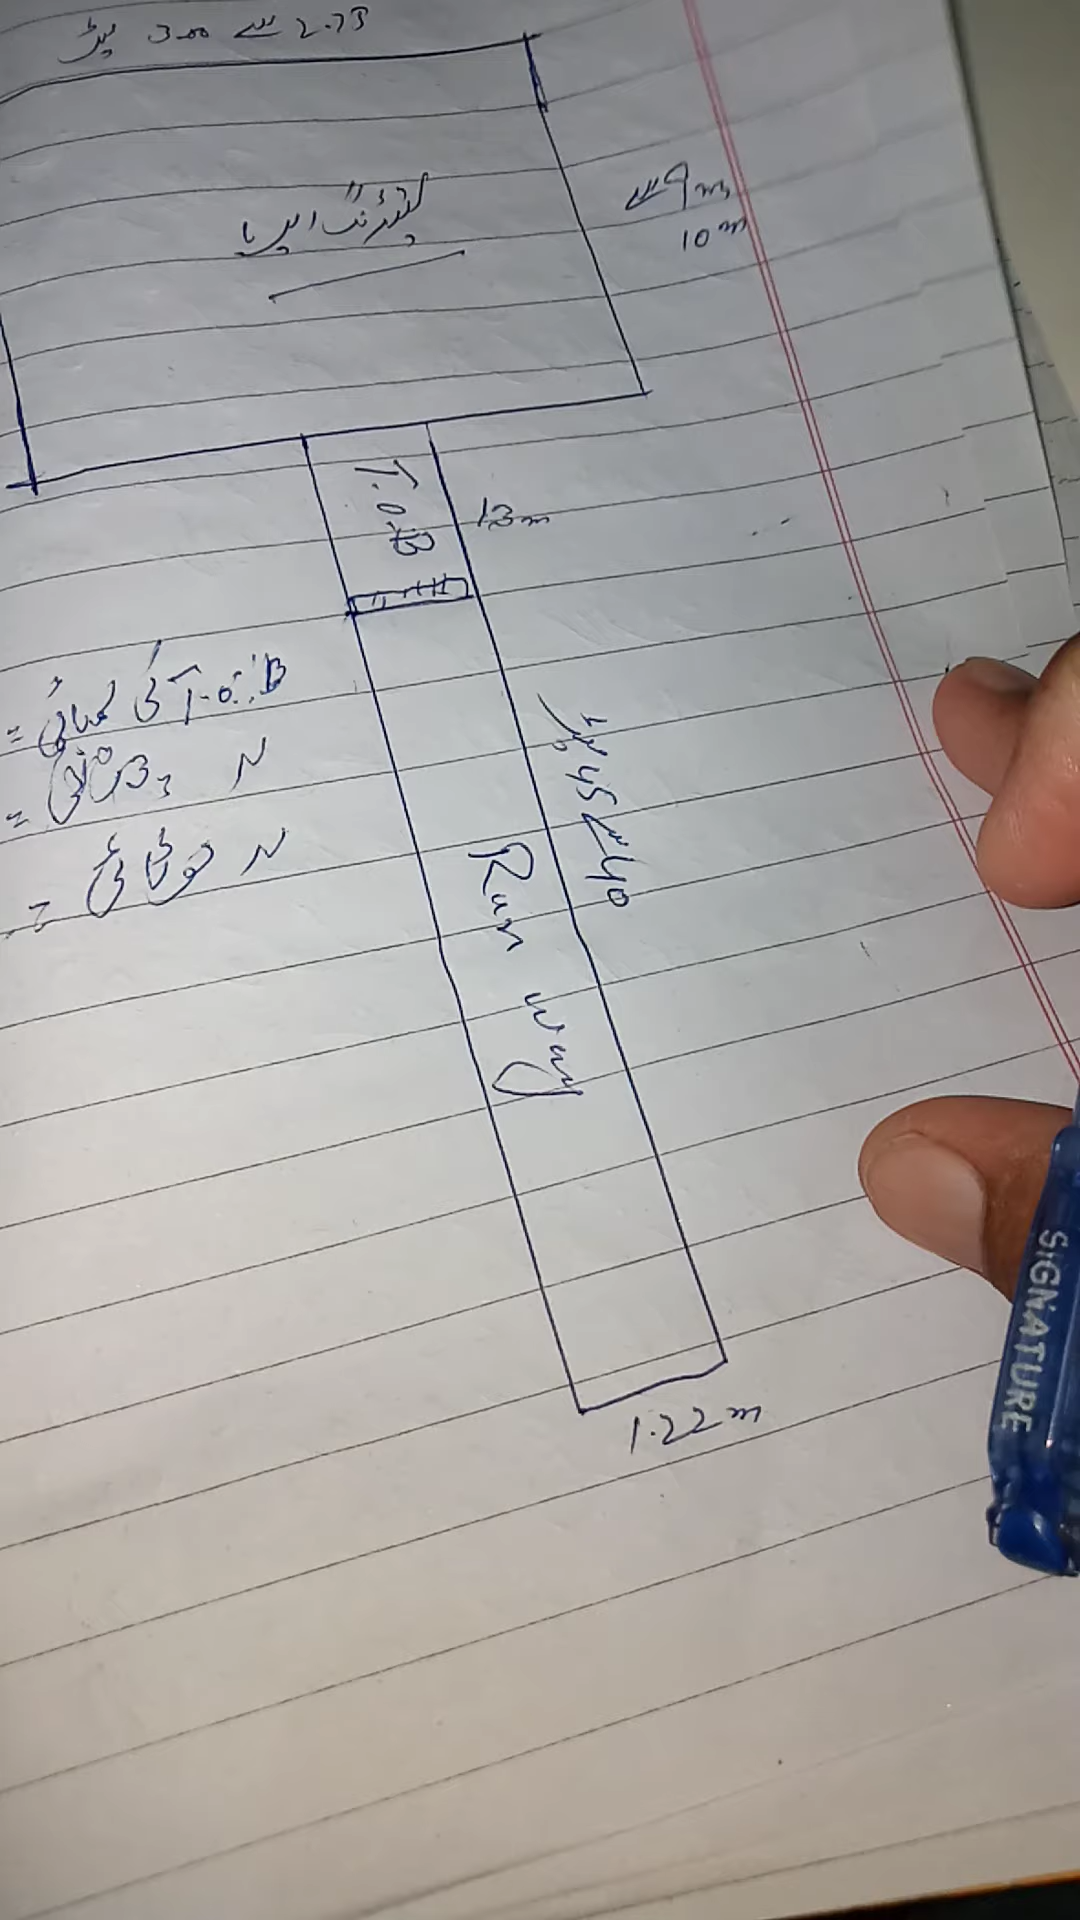 2.73 سے 3.00 میٹر
9m سے
10m
لینڈنگ ایریا
T.O.B
13m
T.O.B کی لمبائی =
〃 چوڑائی =
〃 موٹائی =
40 سے 45 میٹر
Run way
1.22m
SIGNATURE